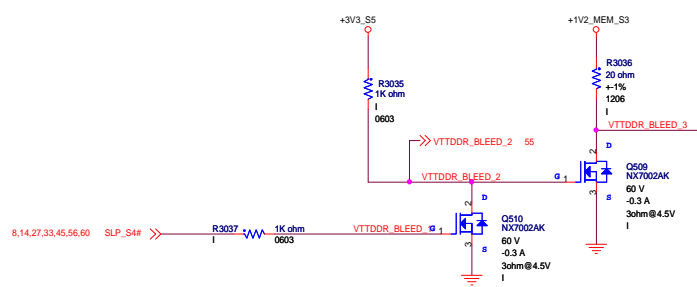 +3V3_S5
+1V2_MEM_S3
R3035
1K ohm
I
0603
R3036
20 ohm
+-1%
1206
I
VTTDDR_BLEED_3
VTTDDR_BLEED_2 55
VTTDDR_BLEED_2
G 1
2 D
3 S
Q509
NX7002AK
60 V
-0.3 A
3ohm@4.5V
I
8,14,27,33,45,56,60 SLP_S4#
R3037
I
1K ohm
0603
VTTDDR_BLEED_1
G 1
2 D
3 S
Q510
NX7002AK
60 V
-0.3 A
3ohm@4.5V
I